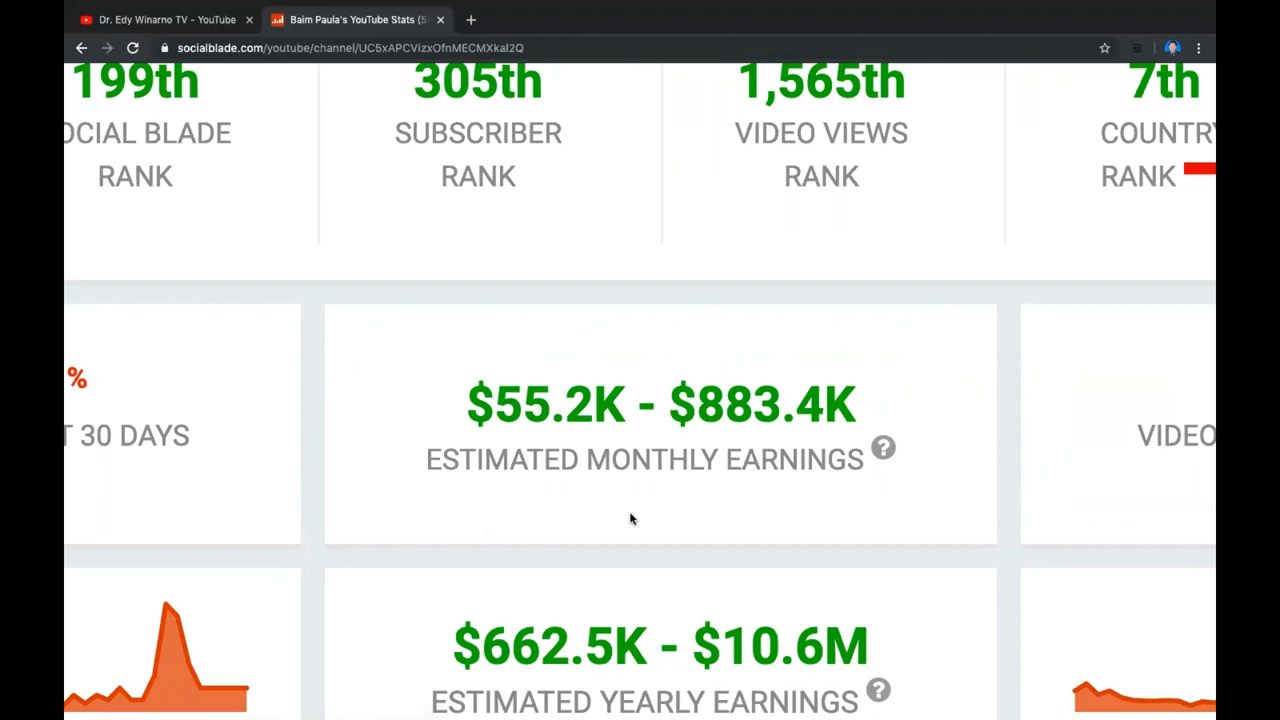 Dr. Edy Winarno TV - YouTube
Baim Paula's YouTube Stats (S
socialblade.com/youtube/channel/UC5xAPCVizxOfnMECMXkaI2Q
199th
305th
1,565th
7th
OCIAL BLADE
RANK
SUBSCRIBER
RANK
VIDEO VIEWS
RANK
COUNTRY
RANK
%
T 30 DAYS
$55.2K - $883.4K
ESTIMATED MONTHLY EARNINGS ?
VIDEO
$662.5K - $10.6M
ESTIMATED YEARLY EARNINGS ?